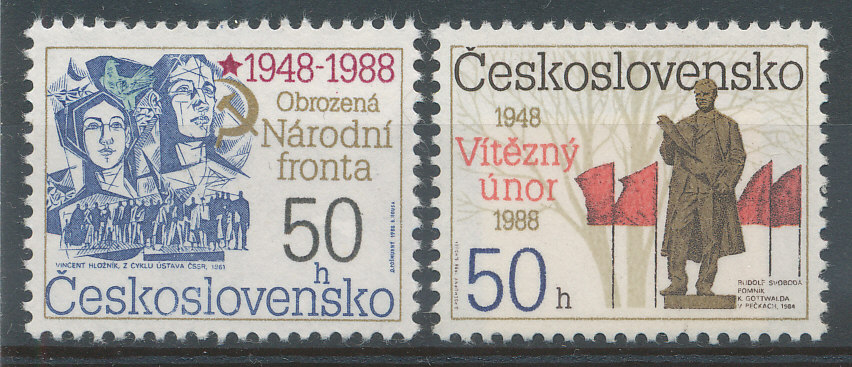 ★1948-1988
Obrozená
Národní
fronta
50
h
VINCENT HLOŽNÍK, Z CYKLU ÚSTAVA ČSSR, 1961
Československo
Československo
1948
Vítězný
únor
1988
50 h
RUDOLF SVOBODA
POMNÍK
K. GOTTWALDA
V PEČKÁCH, 1984